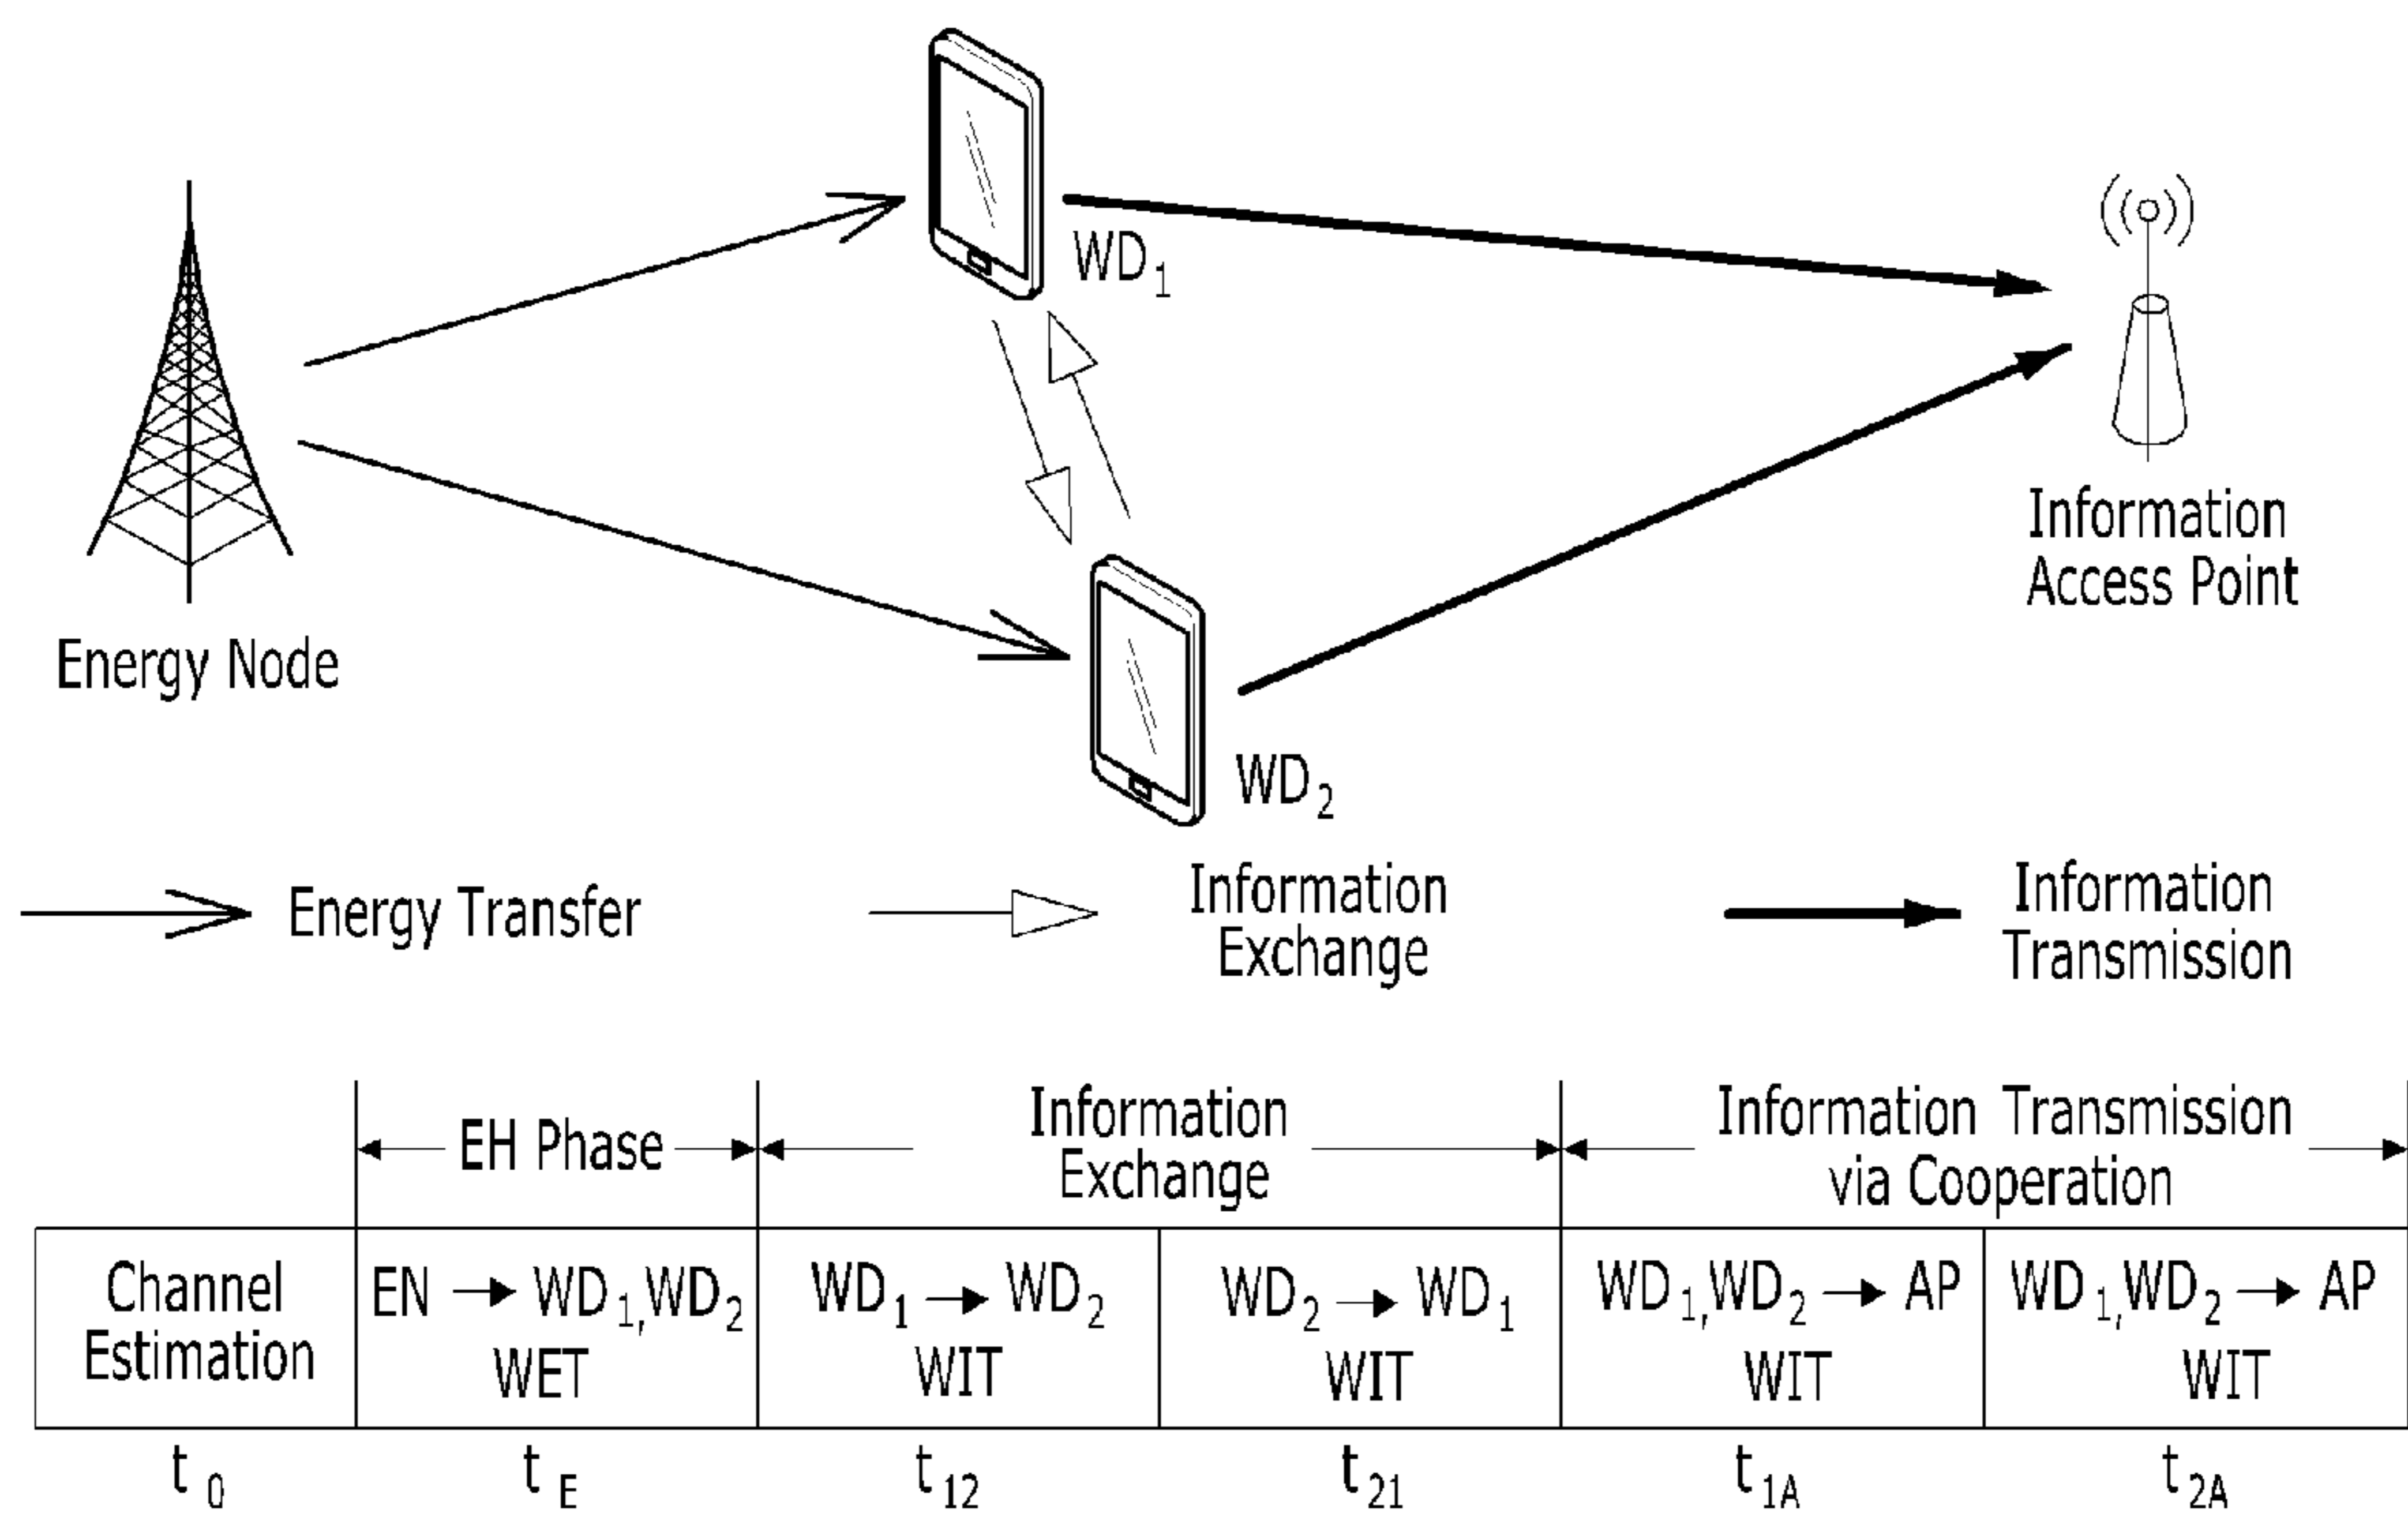 WD1
Energy Node
Information
Access Point
WD2
Energy Transfer
Information
Exchange
Information
Transmission
EH Phase
Information
Exchange
Information Transmission
via Cooperation
Channel
Estimation
EN → WD1,WD2
WET
WD1 → WD2
WIT
WD2 → WD1
WIT
WD1,WD2 → AP
WIT
WD1,WD2 → AP
WIT
t0
tE
t12
t21
t1A
t2A